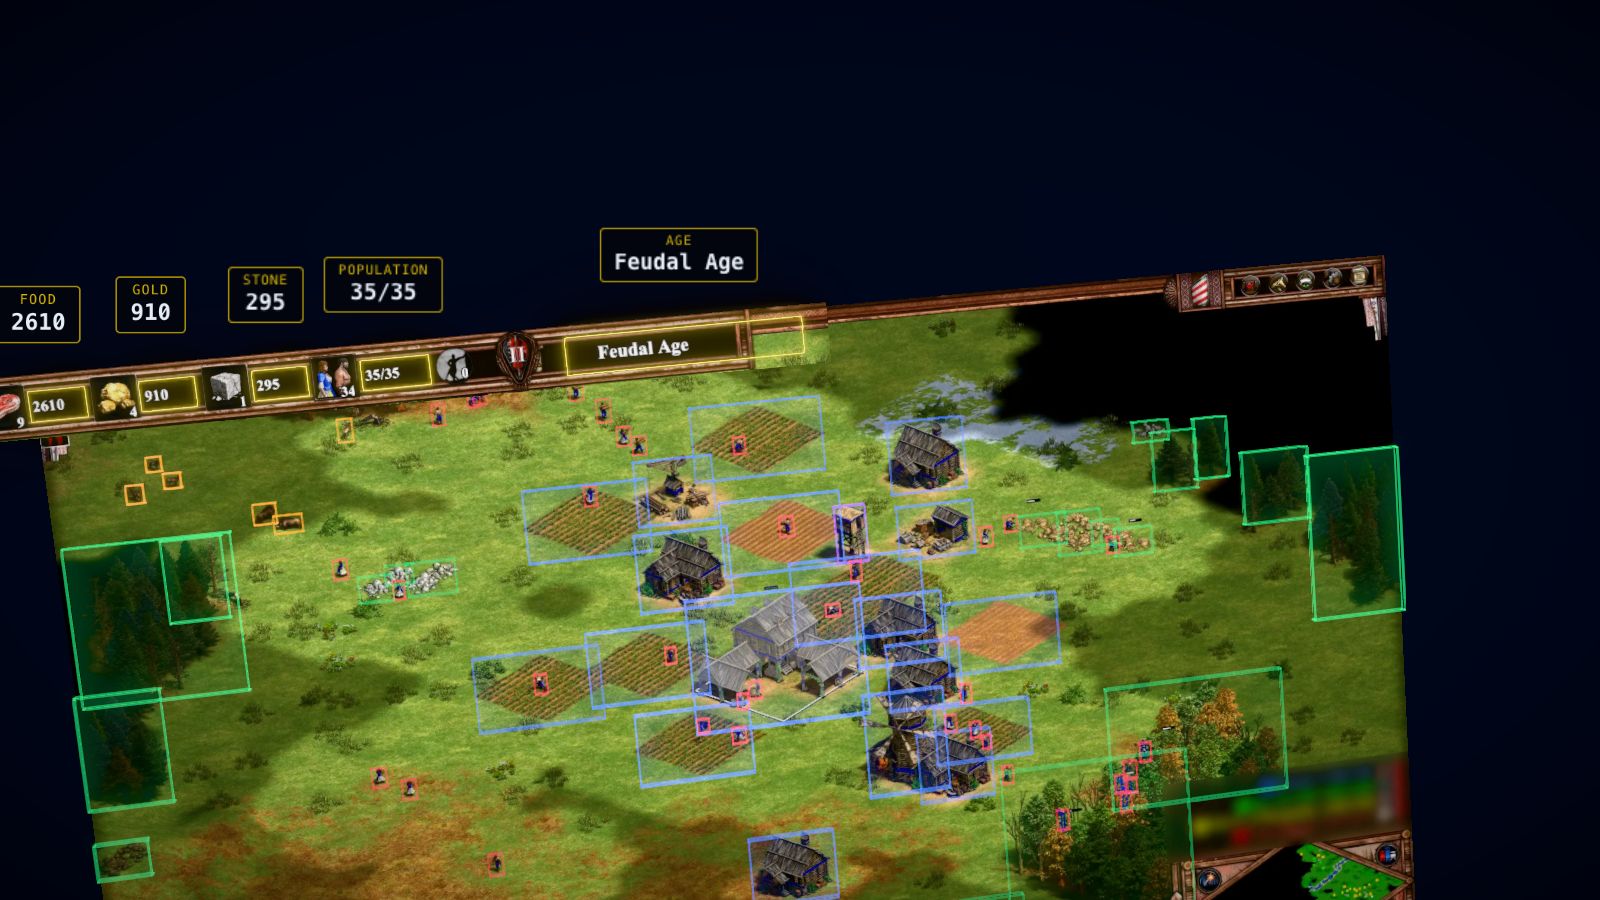 AGE
Feudal Age
POPULATION
35/35
STONE
295
GOLD
910
FOOD
2610
II
Feudal Age
2610
9
910
4
295
1
35/35
34
0